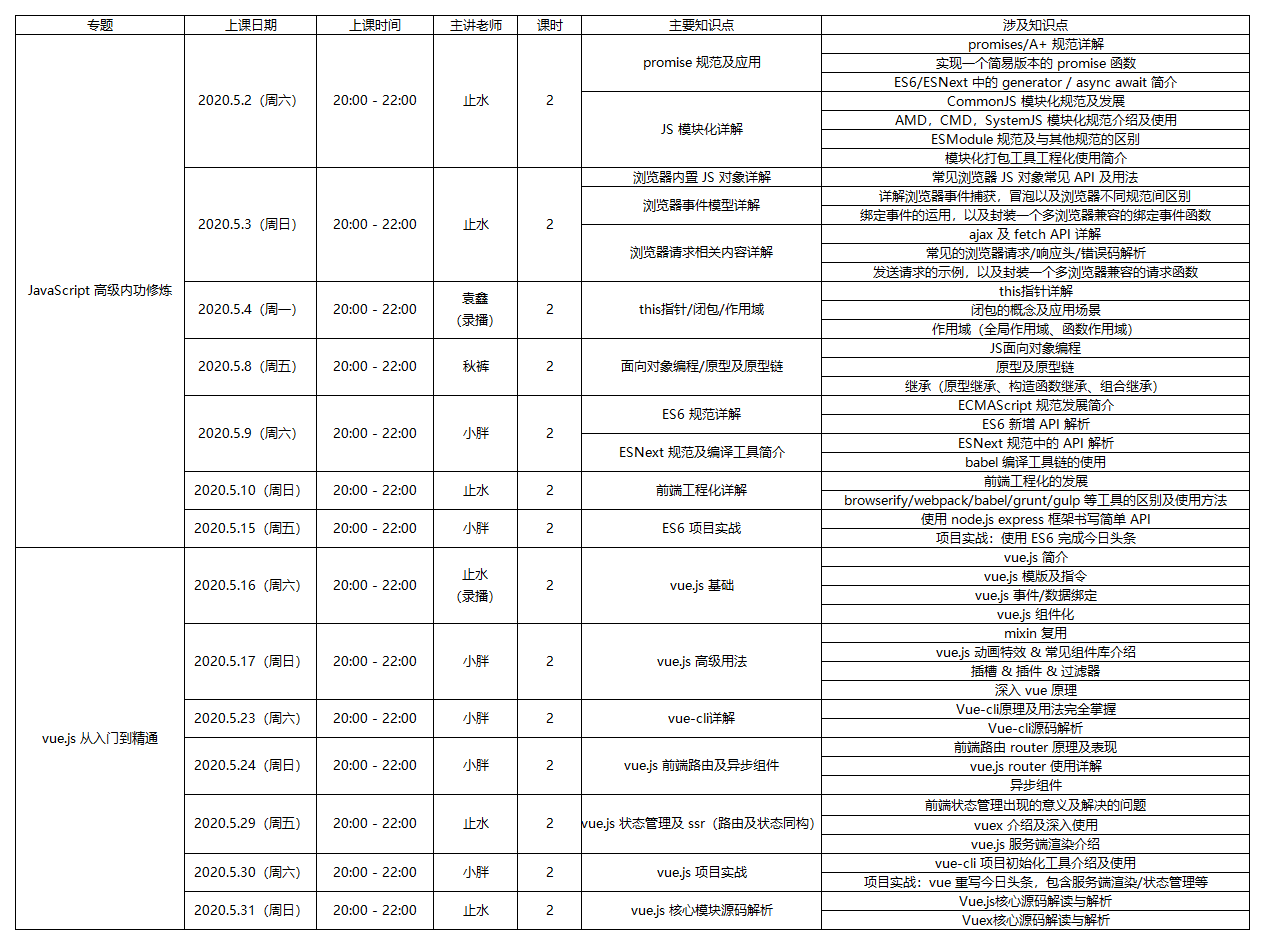 专题 上课日期 上课时间 主讲老师 课时 主要知识点 涉及知识点
JavaScript 高级内功修炼
2020.5.2（周六） 20:00 - 22:00 止水 2
promise 规范及应用
promises/A+ 规范详解
实现一个简易版本的 promise 函数
ES6/ESNext 中的 generator / async await 简介
JS 模块化详解
CommonJS 模块化规范及发展
AMD，CMD，SystemJS 模块化规范介绍及使用
ESModule 规范及与其他规范的区别
模块化打包工具工程化使用简介
2020.5.3（周日） 20:00 - 22:00 止水 2
浏览器内置 JS 对象详解
常见浏览器 JS 对象常见 API 及用法
浏览器事件模型详解
详解浏览器事件捕获，冒泡以及浏览器不同规范间区别
绑定事件的运用，以及封装一个多浏览器兼容的绑定事件函数
浏览器请求相关内容详解
ajax 及 fetch API 详解
常见的浏览器请求/响应头/错误码解析
发送请求的示例，以及封装一个多浏览器兼容的请求函数
2020.5.4（周一） 20:00 - 22:00 袁鑫
（录播）
2
this指针/闭包/作用域
this指针详解
闭包的概念及应用场景
作用域（全局作用域、函数作用域）
2020.5.8（周五） 20:00 - 22:00 秋裤 2
面向对象编程/原型及原型链
JS面向对象编程
原型及原型链
继承（原型继承、构造函数继承、组合继承）
2020.5.9（周六） 20:00 - 22:00 小胖 2
ES6 规范详解
ECMAScript 规范发展简介
ES6 新增 API 解析
ESNext 规范及编译工具简介
ESNext 规范中的 API 解析
babel 编译工具链的使用
2020.5.10（周日） 20:00 - 22:00 止水 2
前端工程化详解
前端工程化的发展
browserify/webpack/babel/grunt/gulp 等工具的区别及使用方法
2020.5.15（周五） 20:00 - 22:00 小胖 2
ES6 项目实战
使用 node.js express 框架书写简单 API
项目实战：使用 ES6 完成今日头条
vue.js 从入门到精通
2020.5.16（周六） 20:00 - 22:00 止水
（录播）
2
vue.js 基础
vue.js 简介
vue.js 模版及指令
vue.js 事件/数据绑定
vue.js 组件化
2020.5.17（周日） 20:00 - 22:00 小胖 2
vue.js 高级用法
mixin 复用
vue.js 动画特效 & 常见组件库介绍
插槽 & 插件 & 过滤器
深入 vue 原理
2020.5.23（周六） 20:00 - 22:00 小胖 2
vue-cli详解
Vue-cli原理及用法完全掌握
Vue-cli源码解析
2020.5.24（周日） 20:00 - 22:00 小胖 2
vue.js 前端路由及异步组件
前端路由 router 原理及表现
vue.js router 使用详解
异步组件
2020.5.29（周五） 20:00 - 22:00 止水 2
vue.js 状态管理及 ssr（路由及状态同构）
前端状态管理出现的意义及解决的问题
vuex 介绍及深入使用
vue.js 服务端渲染介绍
2020.5.30（周六） 20:00 - 22:00 小胖 2
vue.js 项目实战
vue-cli 项目初始化工具介绍及使用
项目实战：vue 重写今日头条，包含服务端渲染/状态管理等
2020.5.31（周日） 20:00 - 22:00 止水 2
vue.js 核心模块源码解析
Vue.js核心源码解读与解析
Vuex核心源码解读与解析